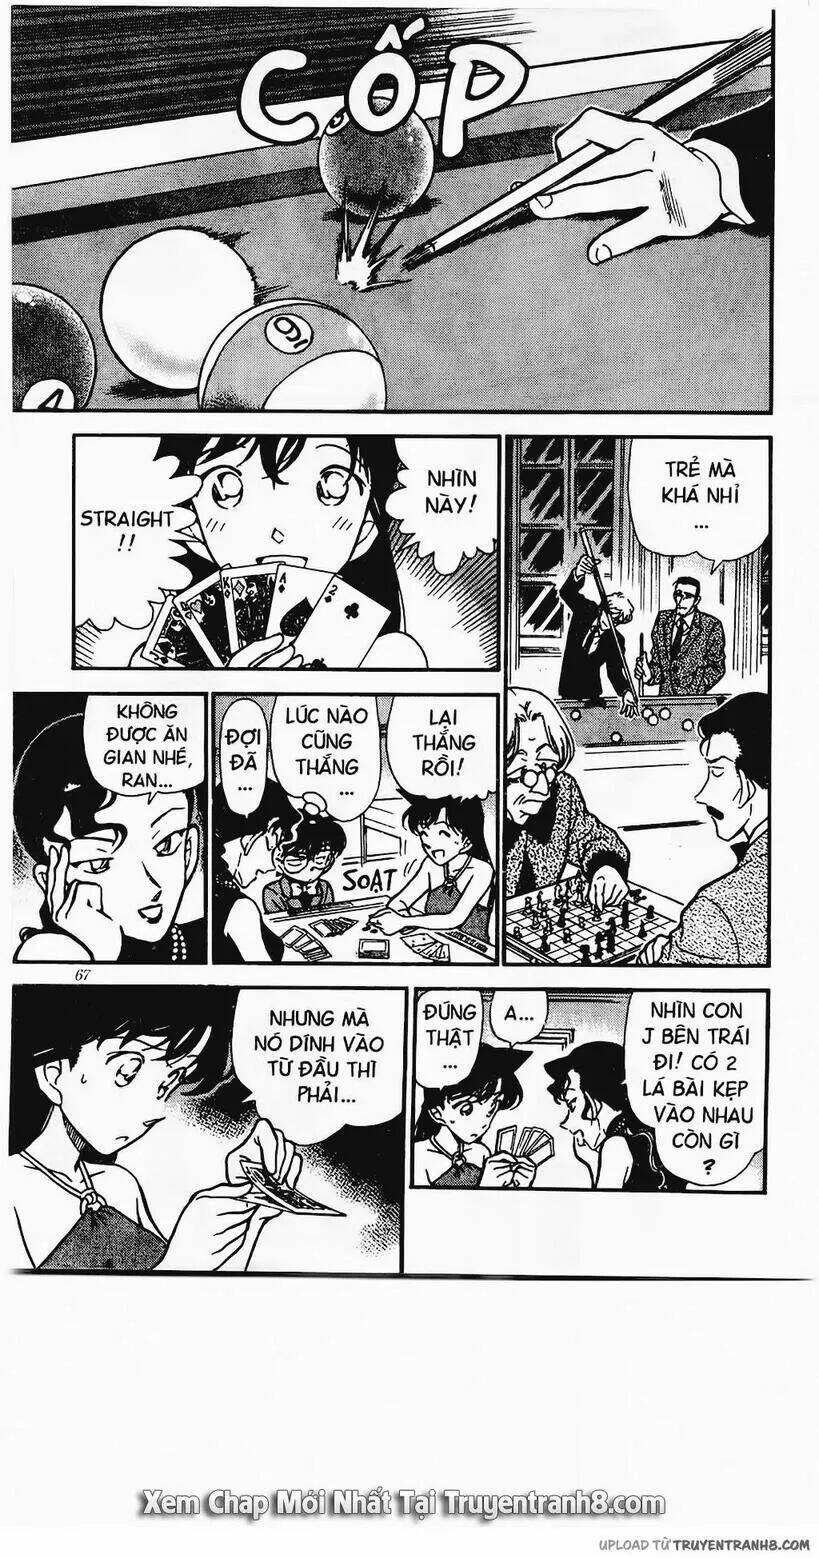 CỐP
9
A
TRẺ MÀ
KHÁ NHỈ
...
NHÌN
NÀY!
STRAIGHT
!!
K
A
2
LẠI
THẮNG
RỒI!
LÚC NÀO
CŨNG
THẮNG
...
ĐỢI
ĐÃ
...
SOẠT
KHÔNG
ĐƯỢC ĂN
GIAN NHÉ,
RAN...
67
NHÌN CON
J BÊN TRÁI
ĐI! CÓ 2
LÁ BÀI KẸP
VÀO NHAU
CÒN GÌ
?
A...
ĐÚNG
THẬT
...
NHƯNG MÀ
NÓ DÍNH VÀO
TỪ ĐẦU THÌ
PHẢI...
Xem Chap Mới Nhất Tại Truyentranh8.com
UPLOAD TỪ TRUYENTRANH8.COM